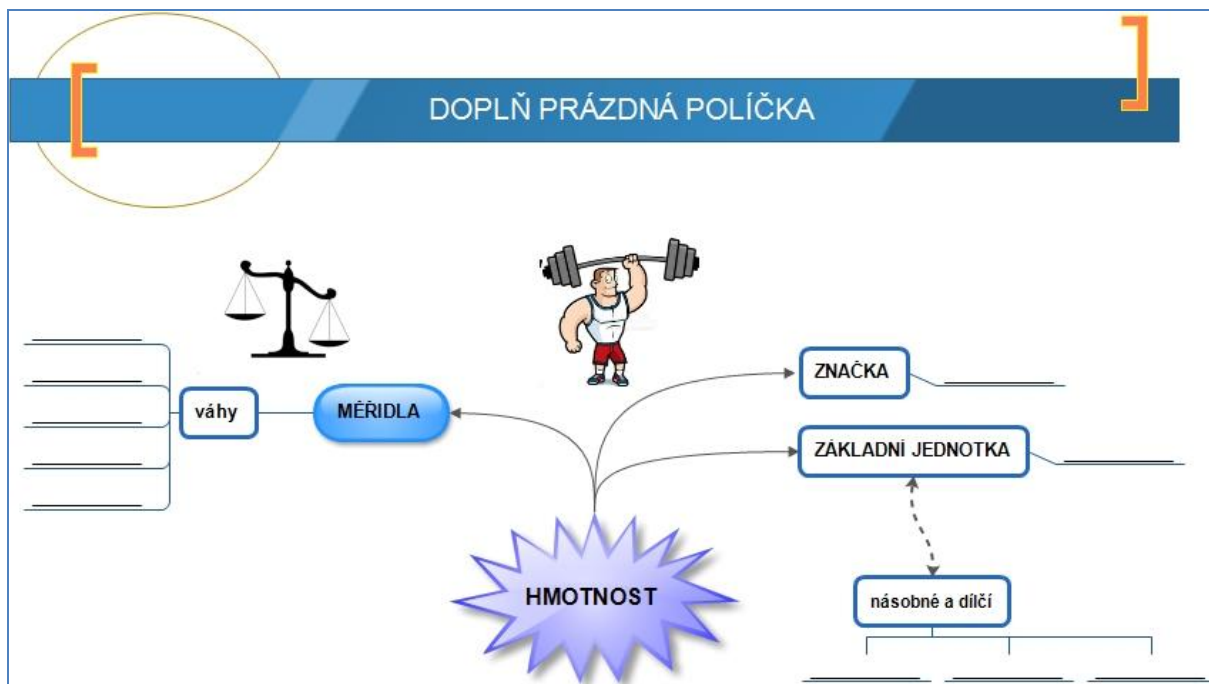 DOPLŇ PRÁZDNÁ POLÍČKA
ZNAČKA
váhy
MĚŘIDLA
ZÁKLADNÍ JEDNOTKA
HMOTNOST
násobné a dílčí